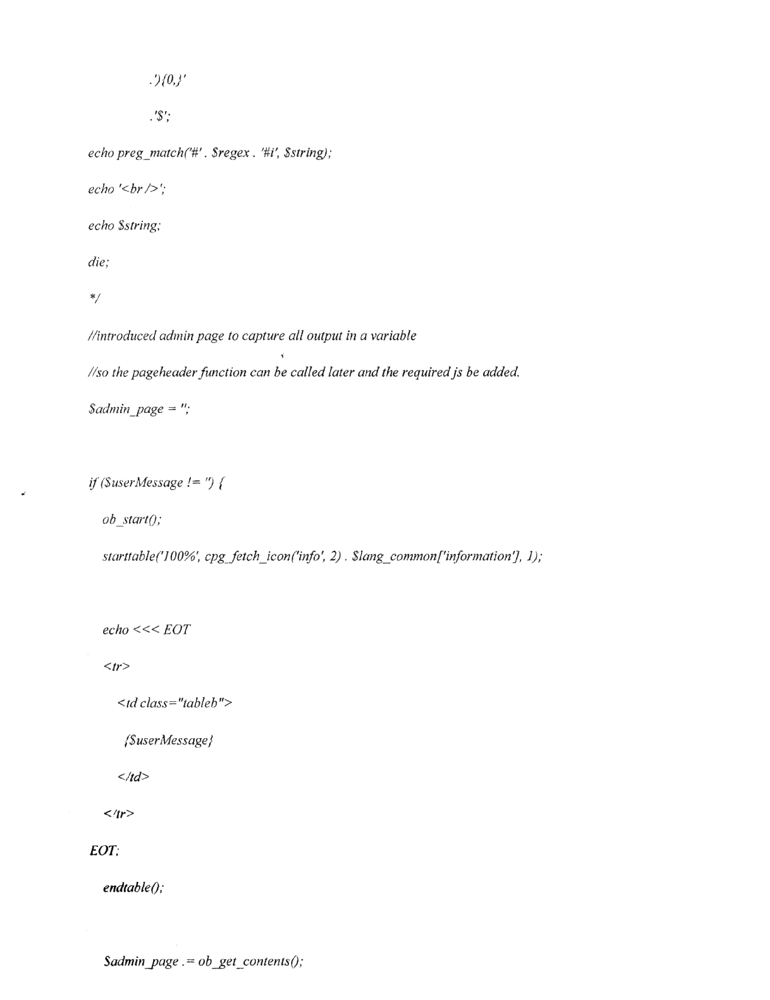 .'){0,}'
.'$';
echo preg_match('#' . $regex . '#i', $string);
echo '<br />';
echo $string;
die;
*/
//introduced admin page to capture all output in a variable
//so the pageheader function can be called later and the required js be added.
$admin_page = '';
if ($userMessage != '') {
ob_start();
starttable('100%', cpg_fetch_icon('info', 2) . $lang_common['information'], 1);
echo <<< EOT
<tr>
<td class="tableb">
{$userMessage}
</td>
</tr>
EOT;
endtable();
$admin_page .= ob_get_contents();